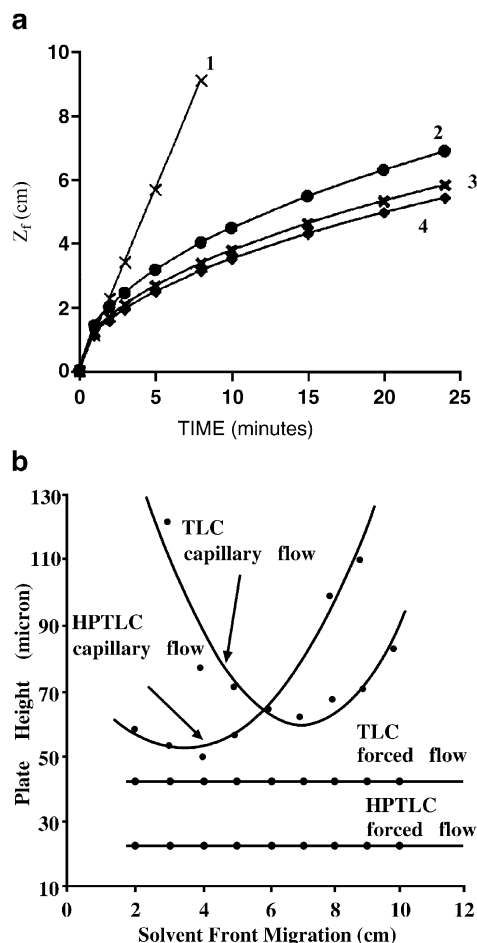 a
10
8
6
4
2
0
Zf (cm)
1
2
3
4
0 5 10 15 20 25
TIME (minutes)
b
130
110
90
70
50
30
10
Plate Height (micron)
TLC
capillary flow
HPTLC
capillary flow
TLC
forced flow
HPTLC
forced flow
0 2 4 6 8 10 12
Solvent Front Migration (cm)